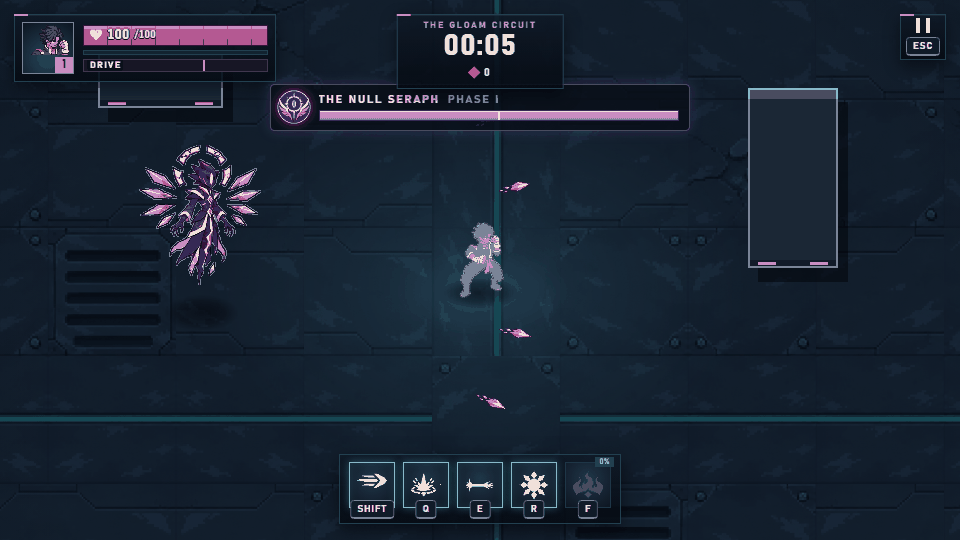 100 /100
1
DRIVE
THE GLOAM CIRCUIT
00:05
0
ESC
THE NULL SERAPH PHASE I
0%
SHIFT
Q
E
R
F